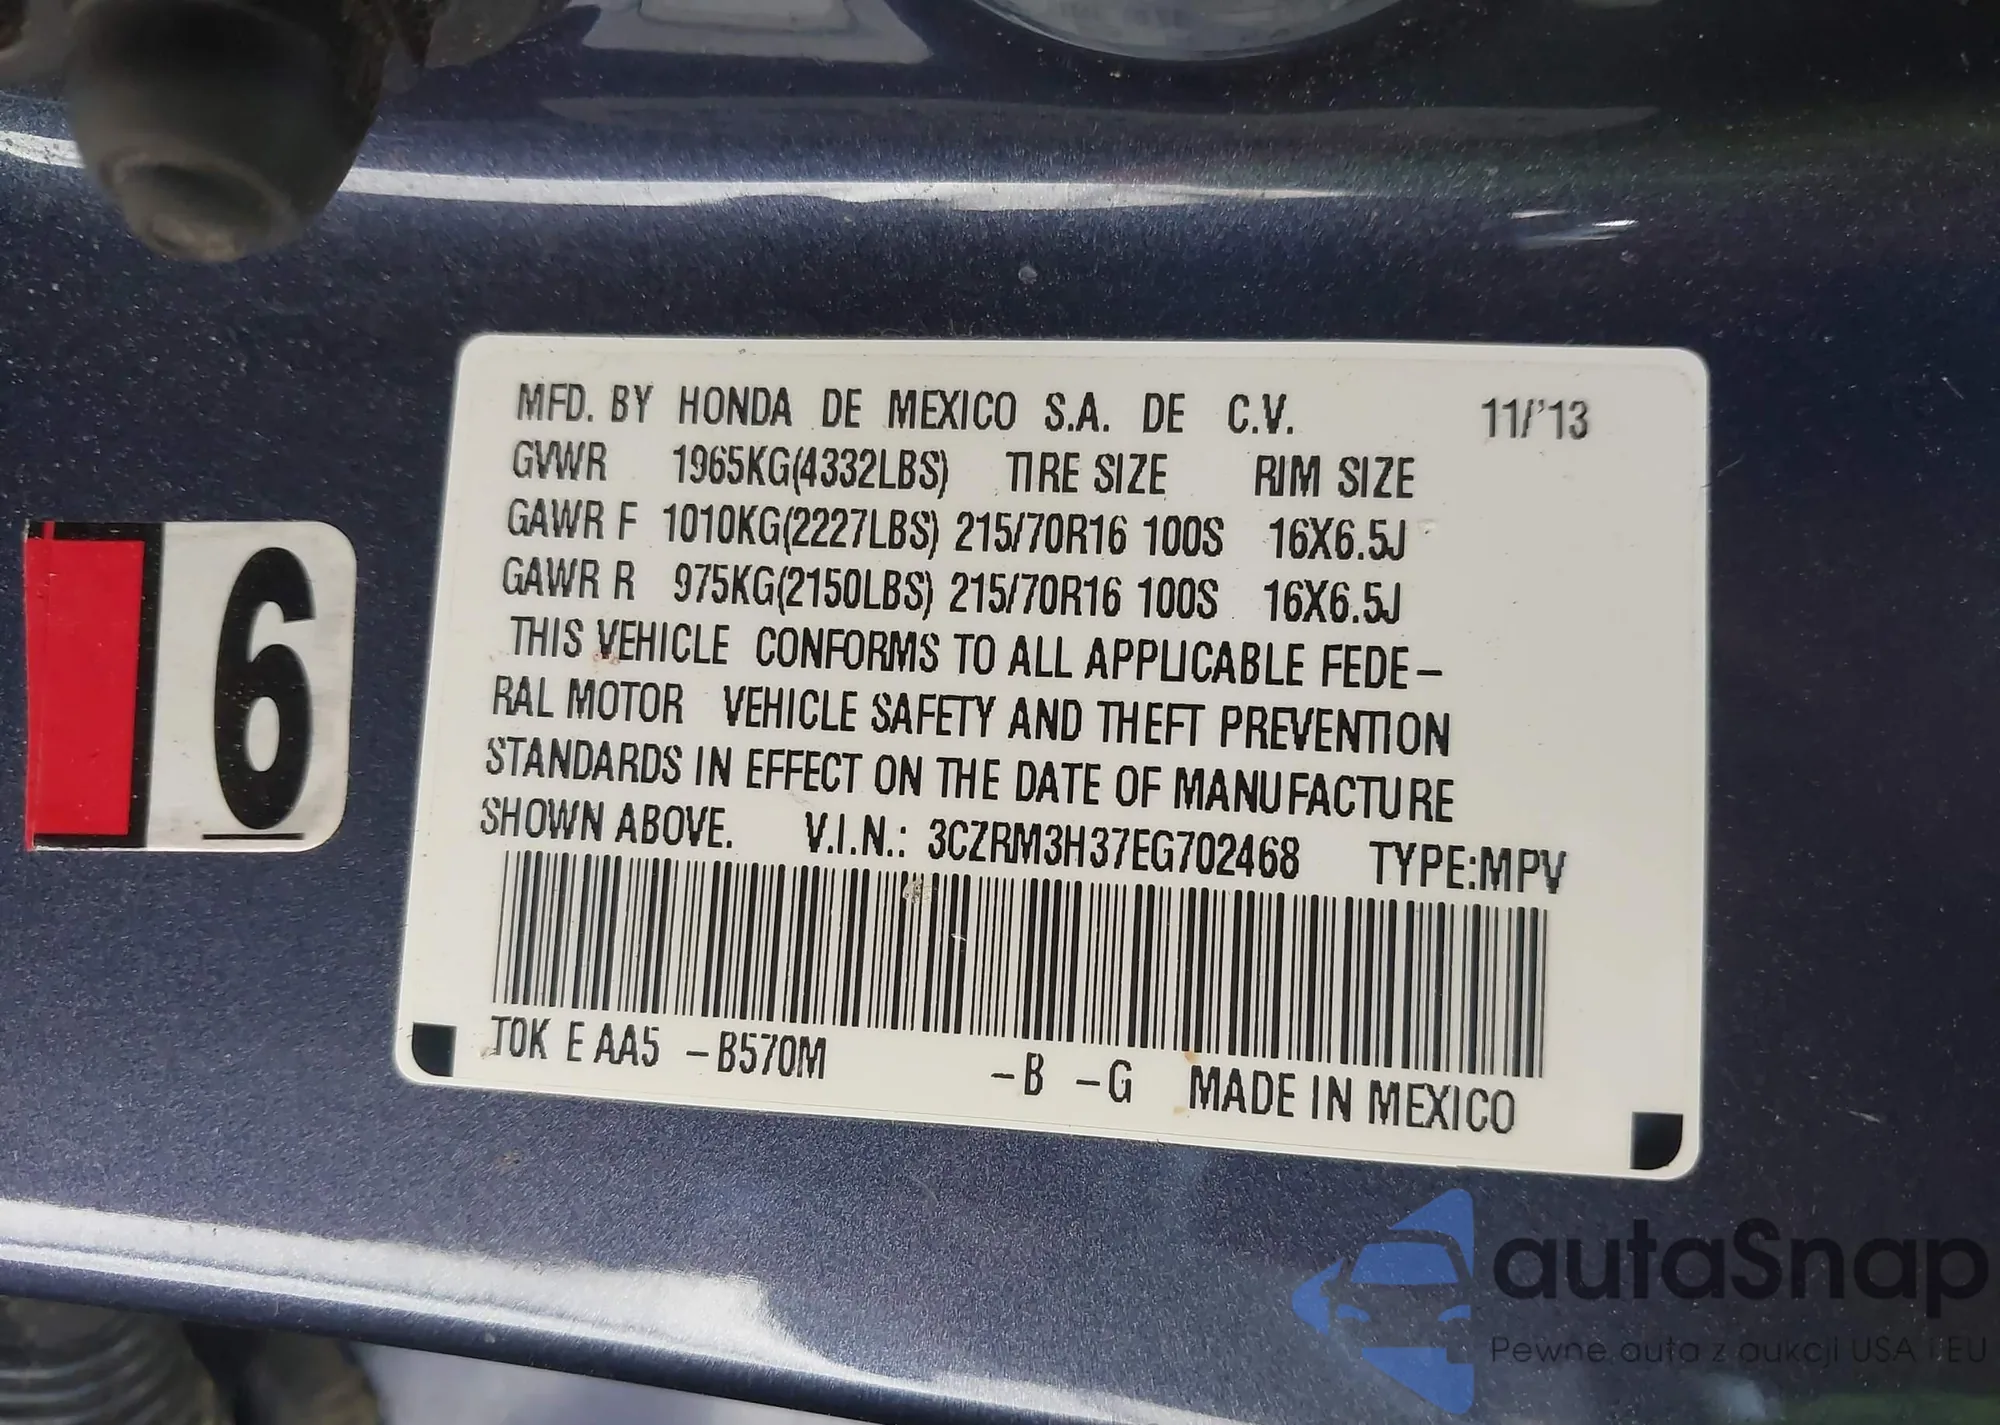 MFD. BY HONDA DE MEXICO S.A. DE C.V. 11/'13
GVWR 1965KG(4332LBS) TIRE SIZE RIM SIZE
GAWR F 1010KG(2227LBS) 215/70R16 100S 16X6.5J
GAWR R 975KG(2150LBS) 215/70R16 100S 16X6.5J
THIS VEHICLE CONFORMS TO ALL APPLICABLE FEDE-
RAL MOTOR VEHICLE SAFETY AND THEFT PREVENTION
STANDARDS IN EFFECT ON THE DATE OF MANUFACTURE
SHOWN ABOVE. V.I.N.: 3CZRM3H37EG702468 TYPE:MPV
T0K E AA5 -B570M -B -G MADE IN MEXICO
6
autaSnap
Pewne auta z aukcji USA i EU